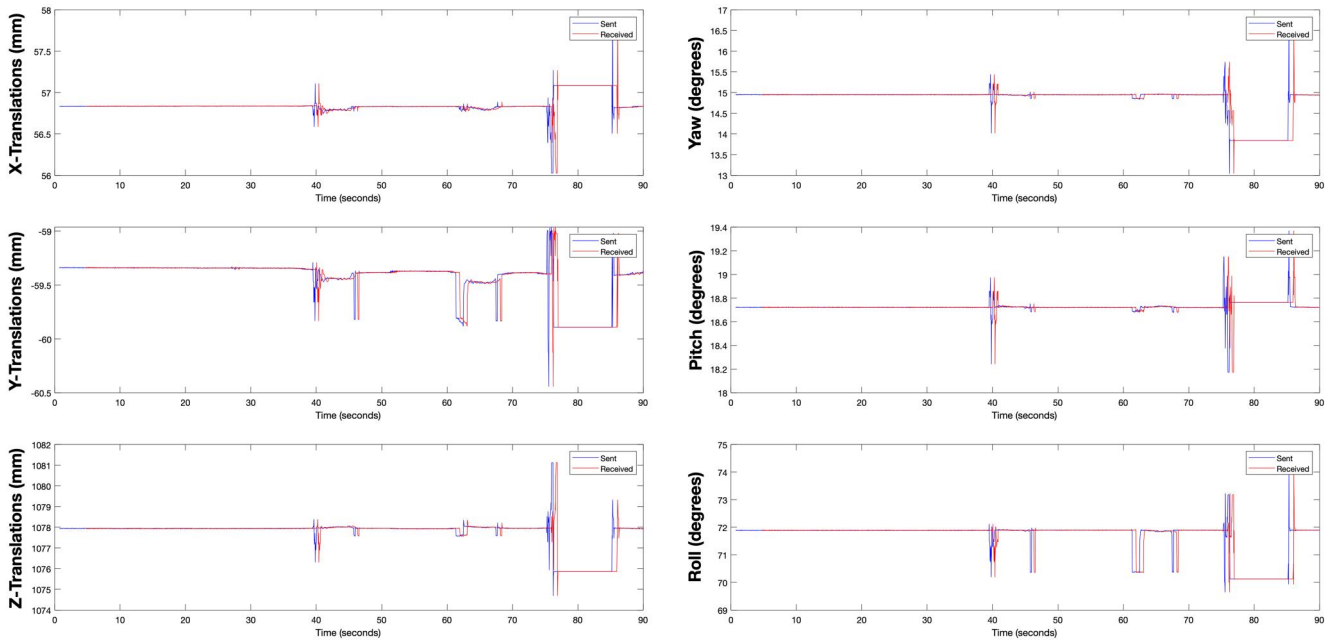 X-Translations (mm)
58
57.5
57
56.5
56
0 10 20 30 40 50 60 70 80 90
Time (seconds)
Sent
Received
Yaw (degrees)
17
16.5
16
15.5
15
14.5
14
13.5
13
0 10 20 30 40 50 60 70 80 90
Time (seconds)
Sent
Received
Y-Translations (mm)
-59
-59.5
-60
-60.5
0 10 20 30 40 50 60 70 80 90
Time (seconds)
Sent
Received
Pitch (degrees)
19.4
19.2
19
18.8
18.6
18.4
18.2
18
0 10 20 30 40 50 60 70 80 90
Time (seconds)
Sent
Received
Z-Translations (mm)
1082
1081
1080
1079
1078
1077
1076
1075
1074
0 10 20 30 40 50 60 70 80 90
Time (seconds)
Sent
Received
Roll (degrees)
75
74
73
72
71
70
69
0 10 20 30 40 50 60 70 80 90
Time (seconds)
Sent
Received